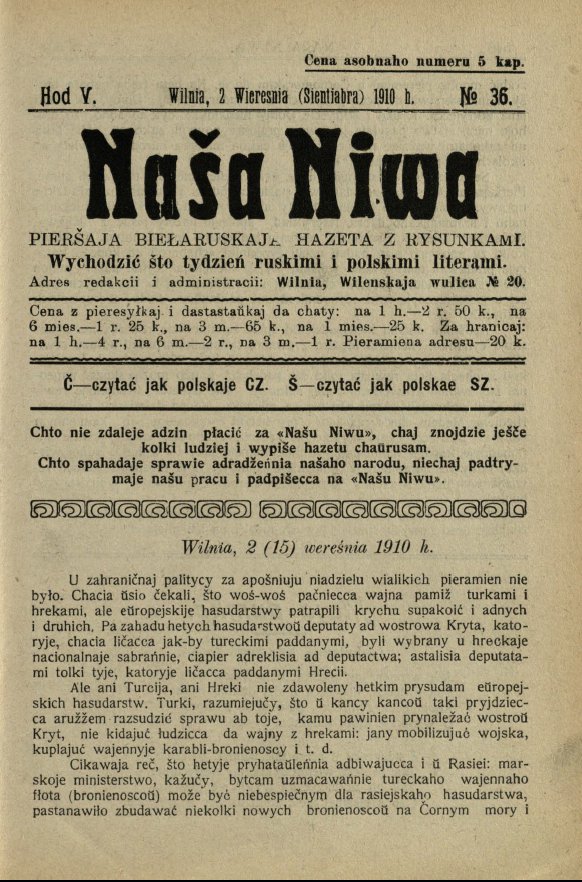 Cena asobnaho numeru 5 kap.
Hod V. Wilnia, 2 Wieresnia (Sientiabra) 1910 h. № 36.
Naša Niwa
PIERŠAJA BIEŁARUSKAJA HAZETA Z RYSUNKAMI.
Wychodzić što tydzień ruskimi i polskimi literami.
Adres redakcii i administracii: Wilnia, Wilenskaja wulica № 20.
Cena z pieresyłkaj i dastastaŭkaj da chaty: na 1 h.—2 r. 50 k., na
6 mies.—1 r. 25 k., na 3 m.—65 k., na 1 mies.—25 k. Za hranicaj:
na 1 h.—4 r., na 6 m.—2 r., na 3 m.—1 r. Pieramiena adresu—20 k.
Č—czytać jak polskaje CZ. Š—czytać jak polskae SZ.
Chto nie zdaleje adzin płacić za «Našu Niwu», chaj znojdzie ješče
kolki ludziej i wypiše hazetu chaŭrusam.
Chto spahadaje sprawie adradžeńnia našaho narodu, niechaj padtry-
maje našu pracu i padpišecca na «Našu Niwu».
Wilnia, 2 (15) wereśnia 1910 h.
U zahraničnaj palitycy za apošniuju niadzielu wialikich pieramien nie
było. Chacia ŭsio čekali, što woś-woś pačniecca wajna pamiž turkami i
hrekami, ale eŭropejskije hasudarstwy patrapili krychu supakoić i adnych
i druhich. Pa zahadu hetych hasudarstwoŭ deputaty ad wostrowa Kryta, kato-
ryje, chacia ličacca jak-by tureckimi paddanymi, byli wybrany u hreckaje
nacionalnaje sabrańnie, ciapier adreklisia ad deputactwa; astalisia deputata-
mi tolki tyje, katoryje ličacca paddanymi Hrecii.
Ale ani Turcija, ani Hreki nie zdawoleny hetkim prysudam eŭropej-
skich hasudarstw. Turki, razumiejučy, što ŭ kancy kancoŭ taki pryjdziec-
ca aružžem razsudzić sprawu ab toje, kamu pawinien prynaležać wostroŭ
Kryt, nie kidajuć łudzicca da wajny z hrekami: jany mobilizujuć wojska,
kuplajuć wajennyje karabli-bronienoscy i t. d.
Cikawaja reč, što hetyje pryhataŭleńnia adbiwajucca i ŭ Rasiei: mar-
skoje ministerstwo, kažučy, bytcam uzmacawańnie tureckaho wajennaho
flota (bronienoscoŭ) može być niebiespečnym dla rasiejskaho hasudarstwa,
pastanawiło zbudawać niekolki nowych bronienoscoŭ na Čornym mory i